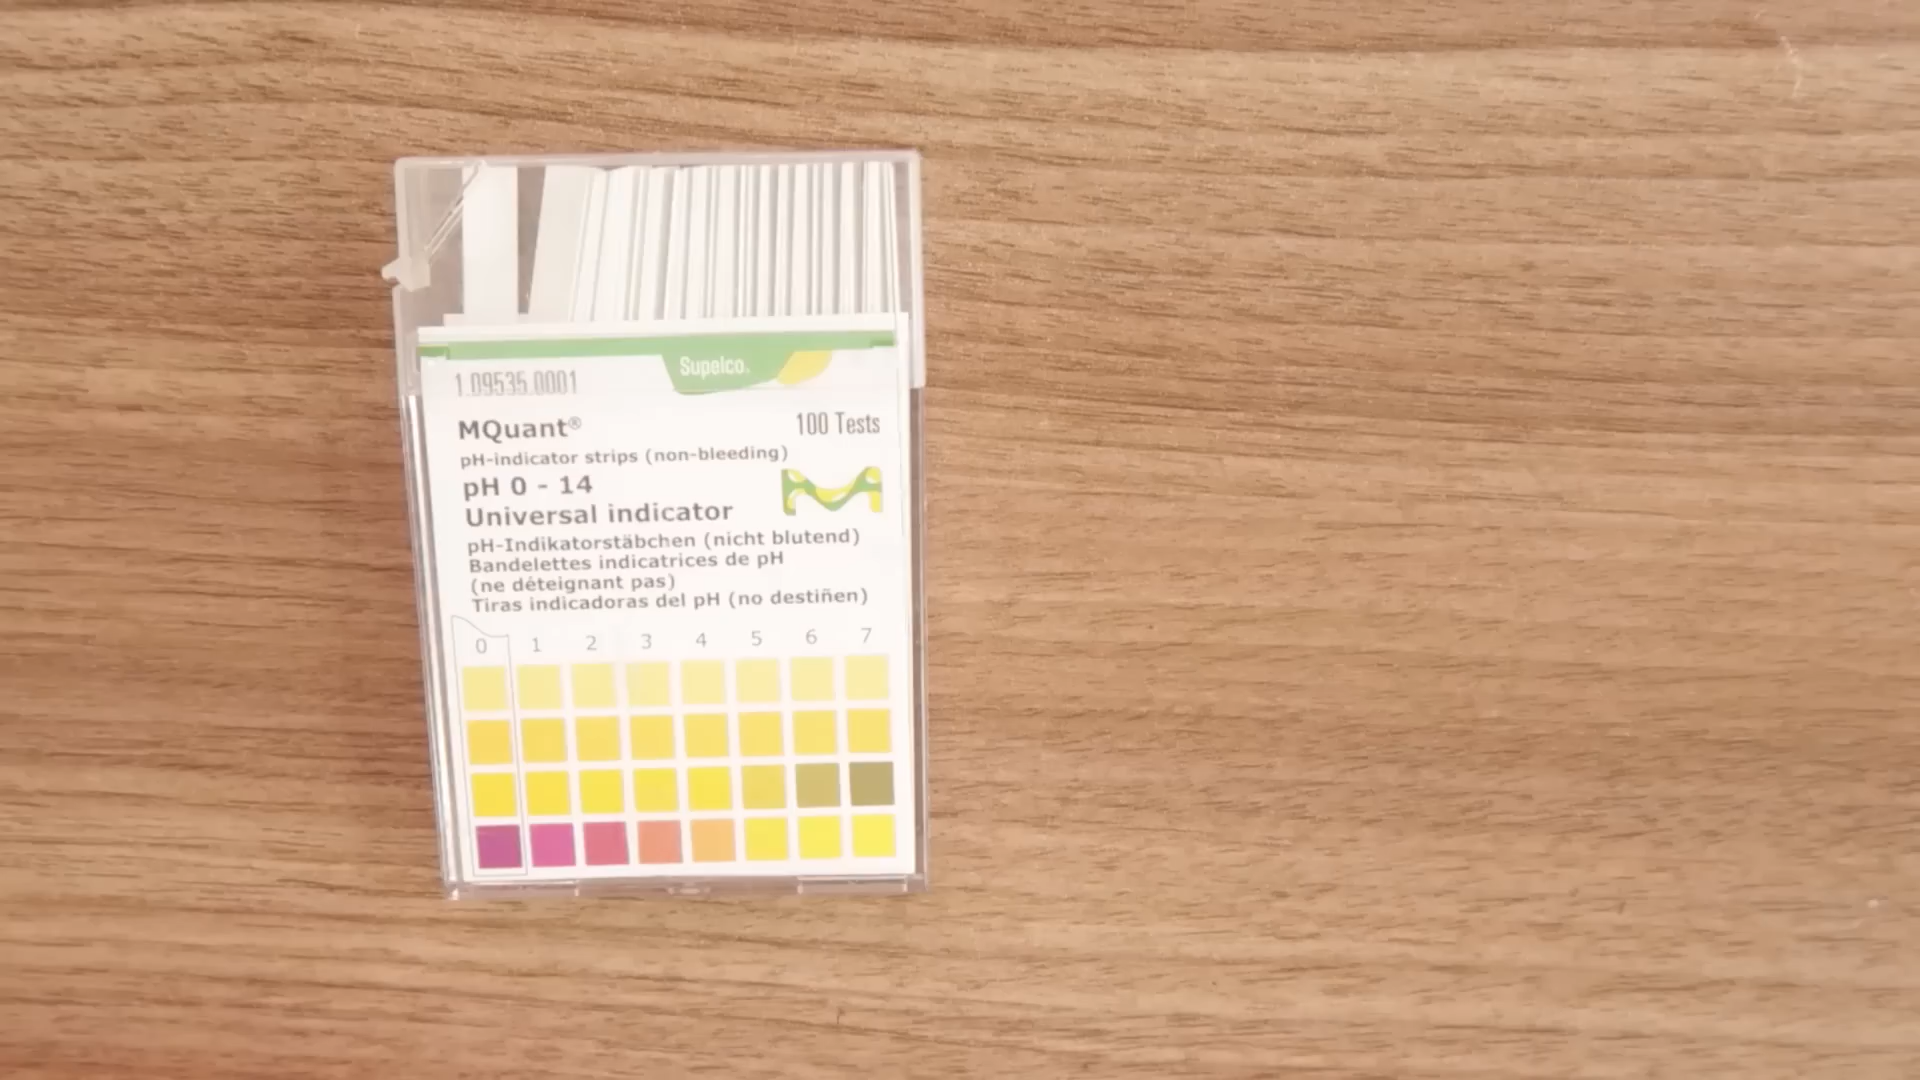 Supelco®
1.09535.0001
MQuant®
100 Tests
pH-indicator strips (non-bleeding)
pH 0 - 14
Universal indicator
pH-Indikatorstäbchen (nicht blutend)
Bandelettes indicatrices de pH
(ne déteignant pas)
Tiras indicadoras del pH (no destiñen)
0 1 2 3 4 5 6 7